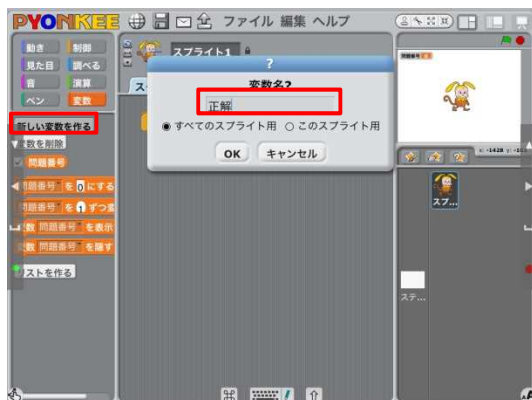 PYONKEE ファイル 編集 ヘルプ
動き 制御
見た目 調べる
音 演算
ペン 変数
スプライト1
新しい変数を作る
変数を削除
問題番号
問題番号 を 0 にする
問題番号 を 1 ずつ変
変数 問題番号 を表示
変数 問題番号 を隠す
リストを作る
?
変数名?
正解
すべてのスプライト用 このスプライト用
OK キャンセル
スプ...
ステ...